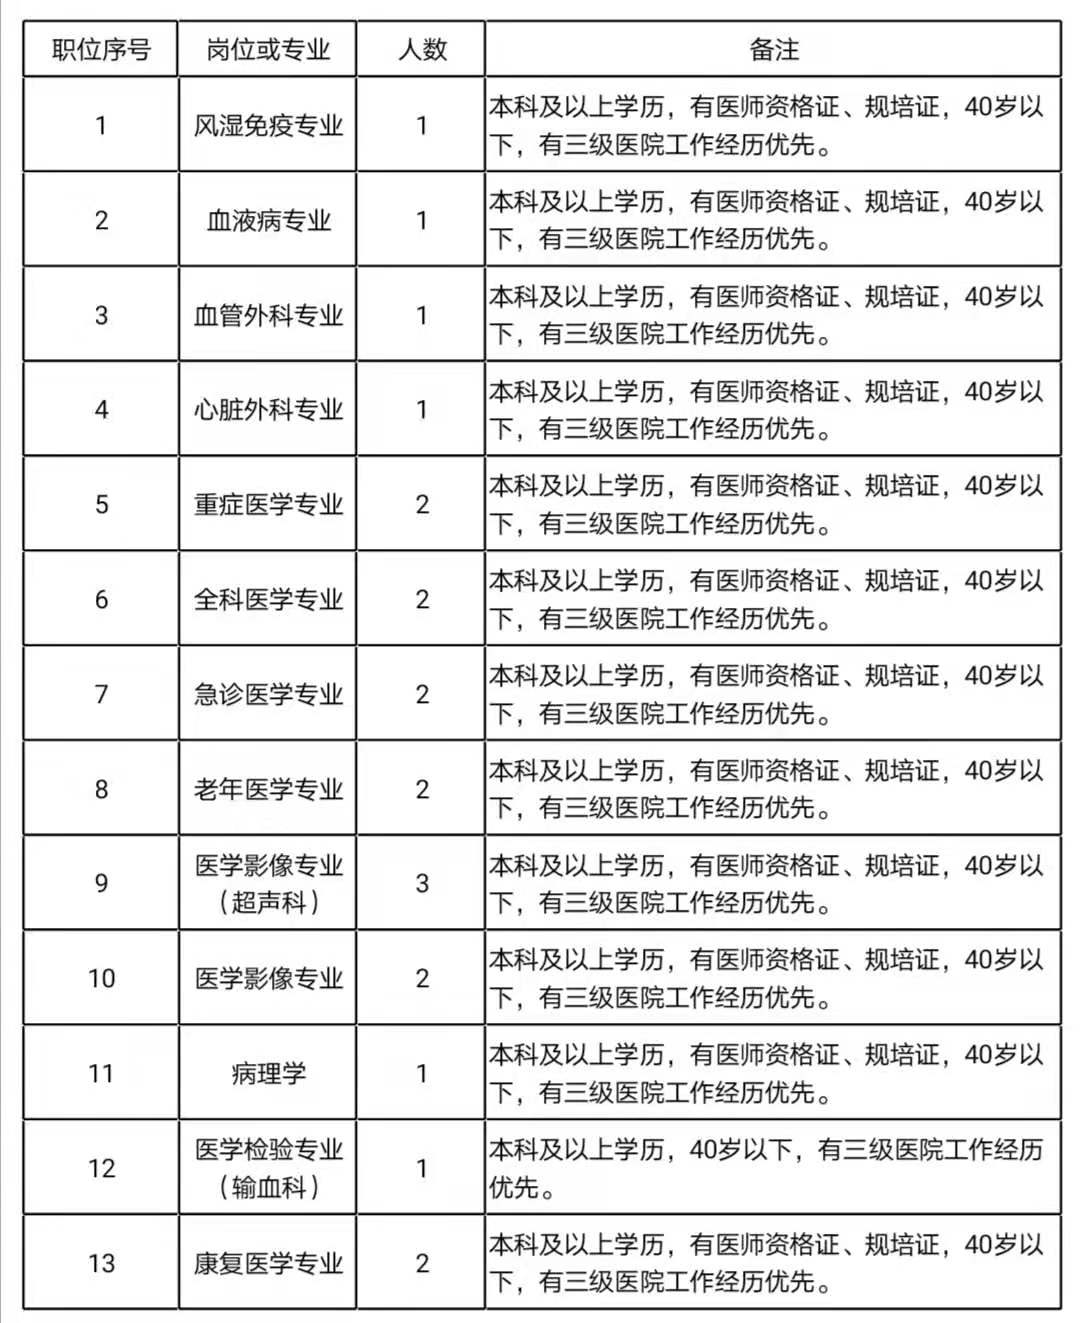 职位序号 岗位或专业 人数 备注
1 风湿免疫专业 1 本科及以上学历，有医师资格证、规培证，40岁以
下，有三级医院工作经历优先。
2 血液病专业 1 本科及以上学历，有医师资格证、规培证，40岁以
下，有三级医院工作经历优先。
3 血管外科专业 1 本科及以上学历，有医师资格证、规培证，40岁以
下，有三级医院工作经历优先。
4 心脏外科专业 1 本科及以上学历，有医师资格证、规培证，40岁以
下，有三级医院工作经历优先。
5 重症医学专业 2 本科及以上学历，有医师资格证、规培证，40岁以
下，有三级医院工作经历优先。
6 全科医学专业 2 本科及以上学历，有医师资格证、规培证，40岁以
下，有三级医院工作经历优先。
7 急诊医学专业 2 本科及以上学历，有医师资格证、规培证，40岁以
下，有三级医院工作经历优先。
8 老年医学专业 2 本科及以上学历，有医师资格证、规培证，40岁以
下，有三级医院工作经历优先。
9 医学影像专业
（超声科） 3 本科及以上学历，有医师资格证、规培证，40岁以
下，有三级医院工作经历优先。
10 医学影像专业 2 本科及以上学历，有医师资格证、规培证，40岁以
下，有三级医院工作经历优先。
11 病理学 1 本科及以上学历，有医师资格证、规培证，40岁以
下，有三级医院工作经历优先。
12 医学检验专业
（输血科） 1 本科及以上学历，40岁以下，有三级医院工作经历
优先。
13 康复医学专业 2 本科及以上学历，有医师资格证、规培证，40岁以
下，有三级医院工作经历优先。